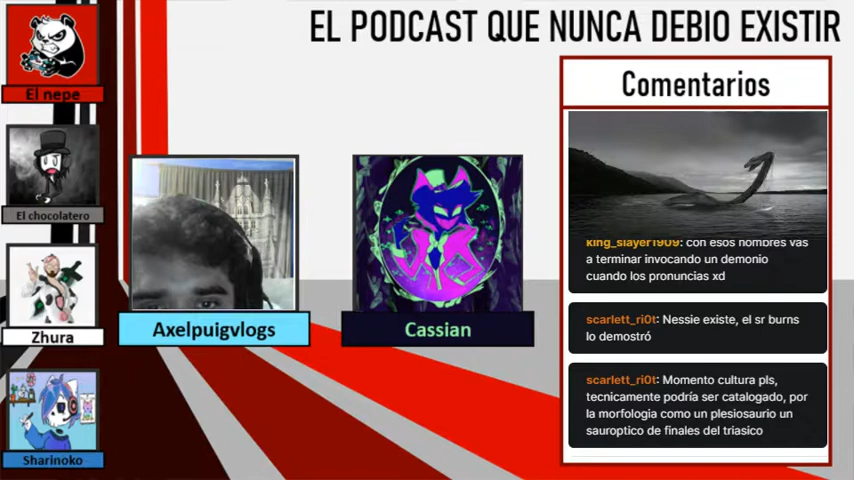 EL PODCAST QUE NUNCA DEBIO EXISTIR
El nepe
El chocolatero
Zhura
Sharinoko
Axelpuigvlogs
Cassian
Comentarios
king_slayer1909: con esos nombres vas
a terminar invocando un demonio
cuando los pronuncias xd
scarlett_ri0t: Nessie existe, el sr burns
lo demostró
scarlett_ri0t: Momento cultura pls,
tecnicamente podría ser catalogado, por
la morfologia como un plesiosaurio un
sauroptico de finales del triasico